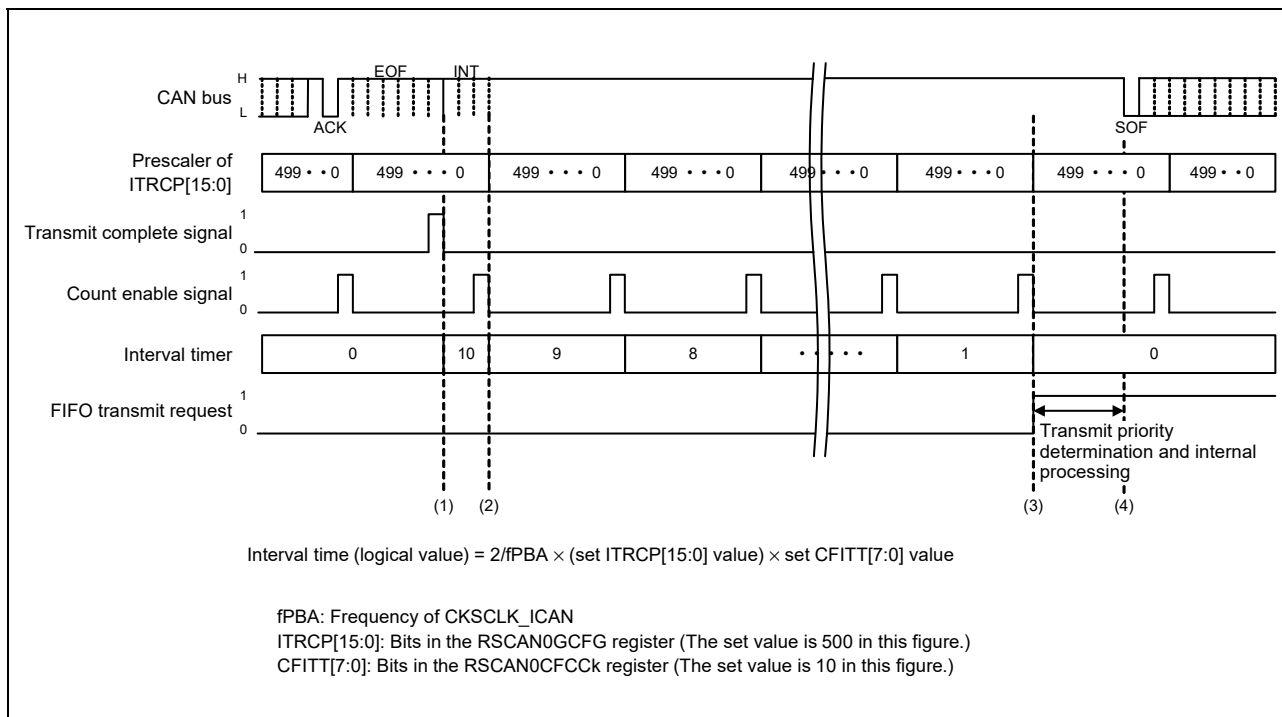 EOF INT
H
CAN bus
L
ACK SOF
Prescaler of
ITRCP[15:0]
499 • • 0 499 • • • 0 499 • • • 0 499 • • • 0 499 • • • 0 499 • • • 0 499 • • • 0 499 • • 0
1
Transmit complete signal
0
1
Count enable signal
0
Interval timer 0 10 9 8 • • • • • 1 0
1
FIFO transmit request
0
Transmit priority
determination and internal
processing
(1) (2) (3) (4)
Interval time (logical value) = 2/fPBA × (set ITRCP[15:0] value) × set CFITT[7:0] value
fPBA: Frequency of CKSCLK_ICAN
ITRCP[15:0]: Bits in the RSCAN0GCFG register (The set value is 500 in this figure.)
CFITT[7:0]: Bits in the RSCAN0CFCCk register (The set value is 10 in this figure.)